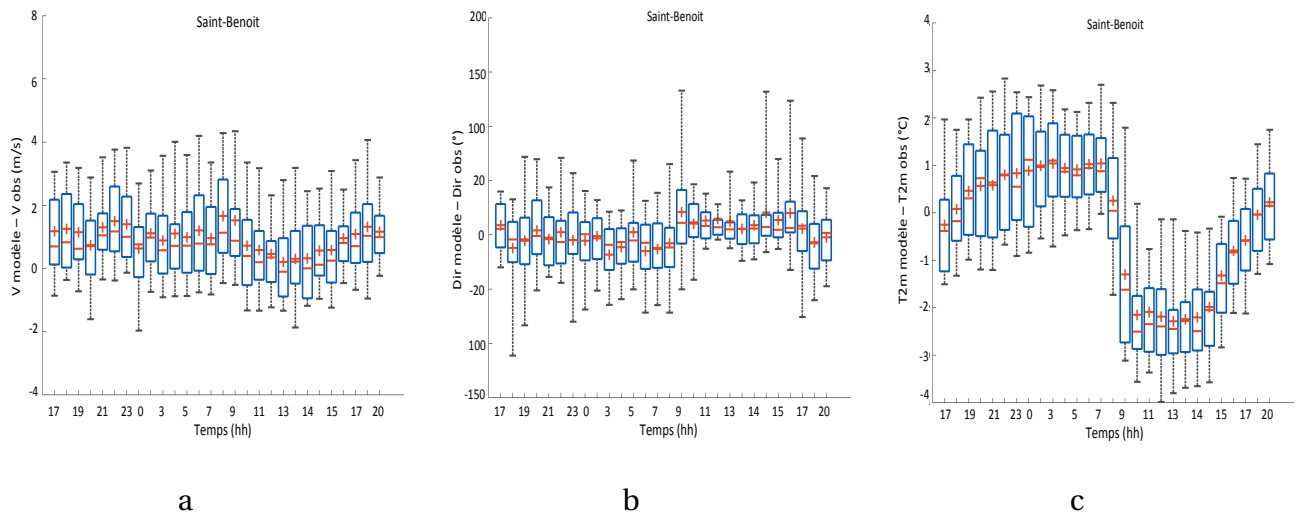 Saint-Benoit
V modèle – V obs (m/s)
8
6
4
2
0
-2
-4
17 19 21 23 0 3 5 7 9 11 13 14 15 17 20
Temps (hh)
a
Saint-Benoit
Dir modèle – Dir obs (°)
200
150
100
20
0
-20
100
-150
17 19 21 23 0 3 5 7 9 11 13 14 15 17 20
Temps (hh)
b
Saint-Benoit
T2m modèle – T2m obs (°C)
4
3
2
1
0
-1
-2
-3
-4
17 19 21 23 0 3 5 7 9 11 13 14 15 17 20
Temps (hh)
c